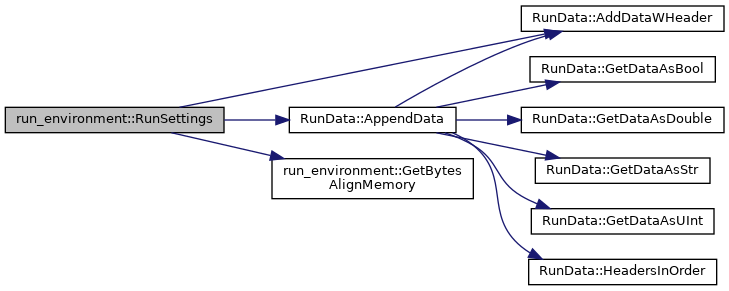 run_environment::RunSettings
RunData::AppendData
run_environment::GetBytes
AlignMemory
RunData::AddDataWHeader
RunData::GetDataAsBool
RunData::GetDataAsDouble
RunData::GetDataAsStr
RunData::GetDataAsUInt
RunData::HeadersInOrder